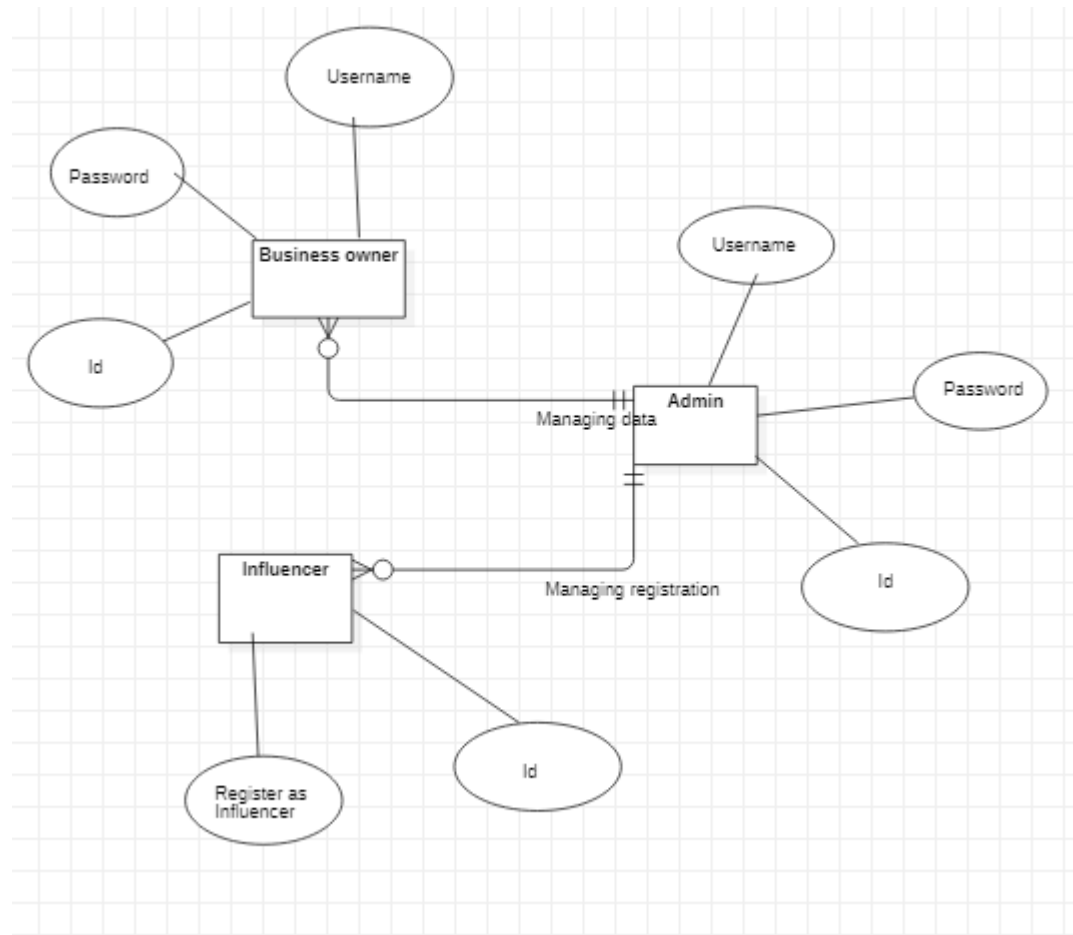 Username
Password
Business owner
Username
Id
Password
Admin
Managing data
Influencer
Id
Managing registration
Id
Register as
Influencer